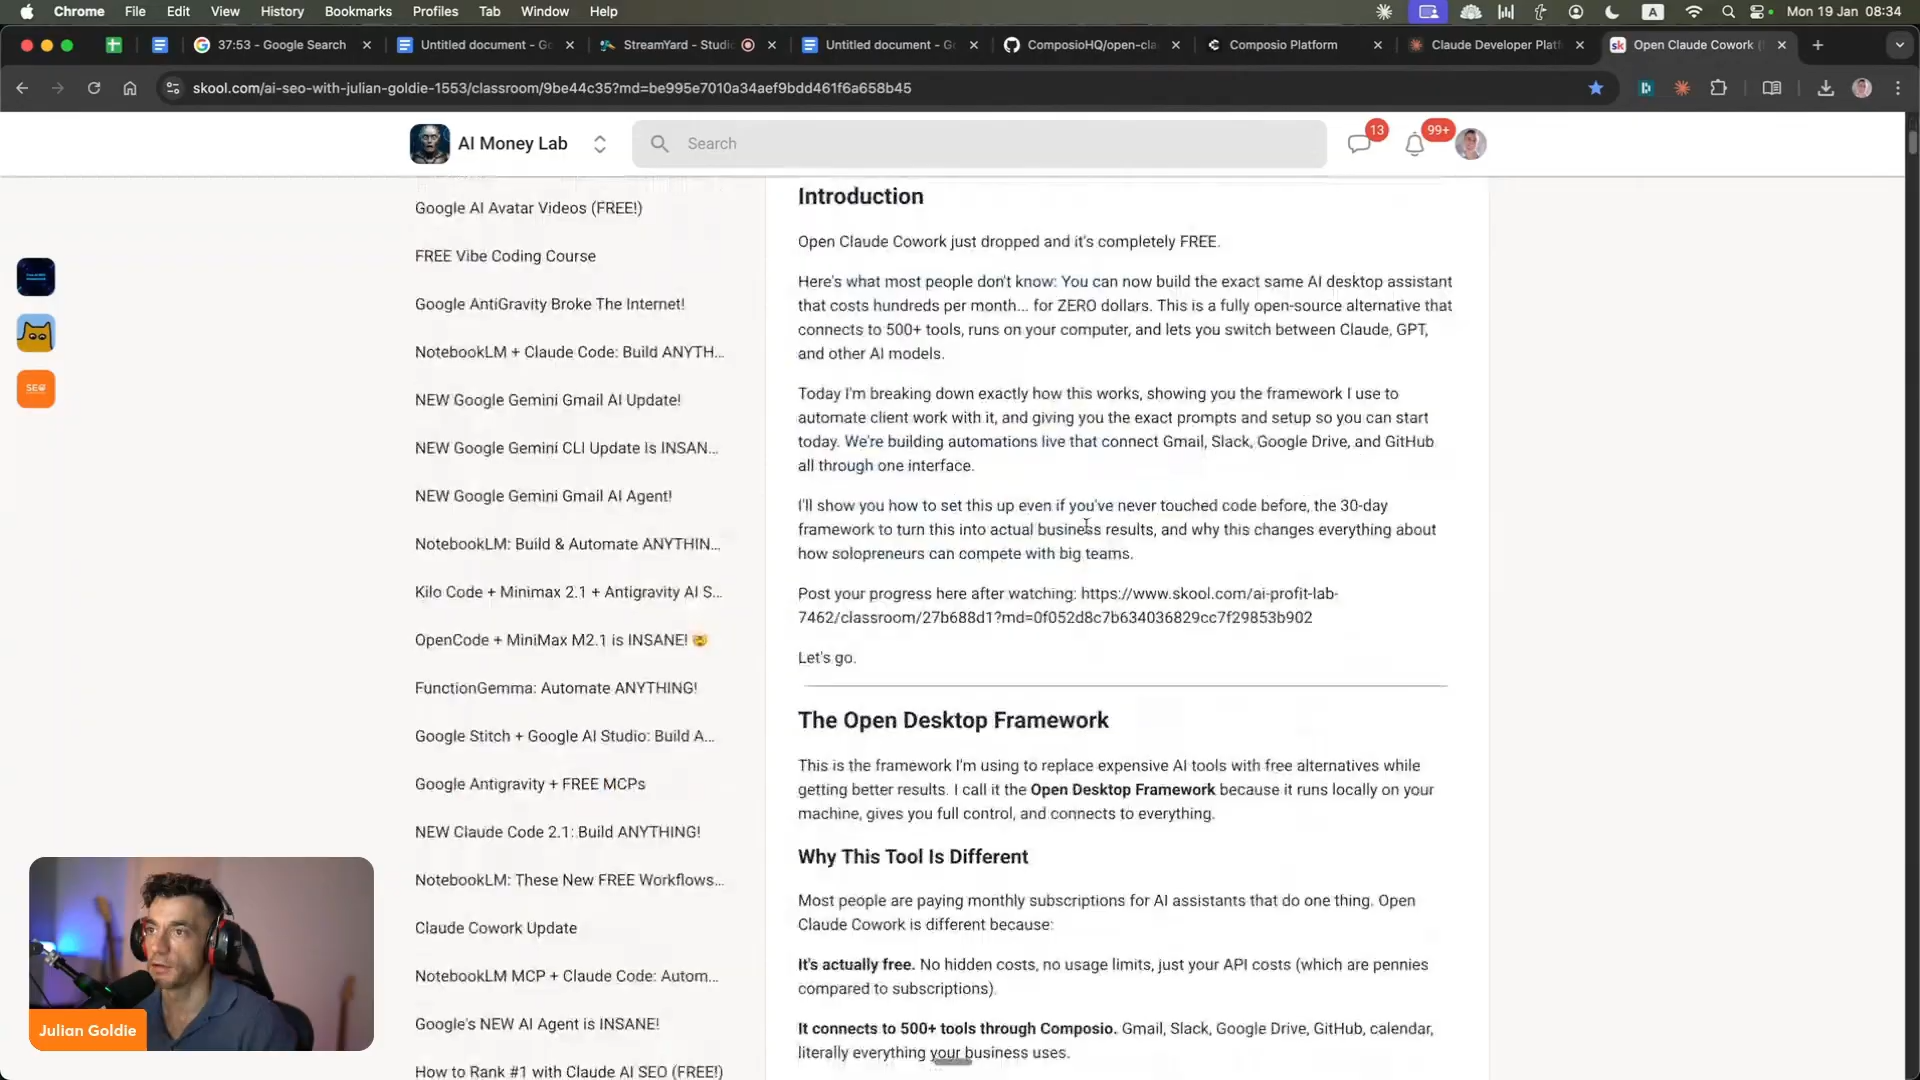 Chrome File Edit View History Bookmarks Profiles Tab Window Help
A Mon 19 Jan 08:34
37:53 - Google Search
Untitled document - G
StreamYard - Studi
Untitled document - G
ComposioHQ/open-cla
Composio Platform
Claude Developer Platf
sk Open Claude Cowork (
skool.com/ai-seo-with-julian-goldie-1553/classroom/9be44c35?md=be995e7010a34aef9bdd461f6a658b45
AI Money Lab
Search
13
99+
SEO
Google AI Avatar Videos (FREE!)
FREE Vibe Coding Course
Google AntiGravity Broke The Internet!
NotebookLM + Claude Code: Build ANYTH...
NEW Google Gemini Gmail AI Update!
NEW Google Gemini CLI Update Is INSAN...
NEW Google Gemini Gmail AI Agent!
NotebookLM: Build & Automate ANYTHIN...
Kilo Code + Minimax 2.1 + Antigravity AI S...
OpenCode + MiniMax M2.1 is INSANE! 🤯
FunctionGemma: Automate ANYTHING!
Google Stitch + Google AI Studio: Build A...
Google Antigravity + FREE MCPs
NEW Claude Code 2.1: Build ANYTHING!
NotebookLM: These New FREE Workflows...
Claude Cowork Update
NotebookLM MCP + Claude Code: Autom...
Google's NEW AI Agent is INSANE!
How to Rank #1 with Claude AI SEO (FREE!)
Introduction
Open Claude Cowork just dropped and it's completely FREE.
Here's what most people don't know: You can now build the exact same AI desktop assistant
that costs hundreds per month... for ZERO dollars. This is a fully open-source alternative that
connects to 500+ tools, runs on your computer, and lets you switch between Claude, GPT,
and other AI models.
Today I'm breaking down exactly how this works, showing you the framework I use to
automate client work with it, and giving you the exact prompts and setup so you can start
today. We're building automations live that connect Gmail, Slack, Google Drive, and GitHub
all through one interface.
I'll show you how to set this up even if you've never touched code before, the 30-day
framework to turn this into actual business results, and why this changes everything about
how solopreneurs can compete with big teams.
Post your progress here after watching: https://www.skool.com/ai-profit-lab-
7462/classroom/27b688d1?md=0f052d8c7b634036829cc7f29853b902
Let's go.
The Open Desktop Framework
This is the framework I'm using to replace expensive AI tools with free alternatives while
getting better results. I call it the Open Desktop Framework because it runs locally on your
machine, gives you full control, and connects to everything.
Why This Tool Is Different
Most people are paying monthly subscriptions for AI assistants that do one thing. Open
Claude Cowork is different because:
It's actually free. No hidden costs, no usage limits, just your API costs (which are pennies
compared to subscriptions).
It connects to 500+ tools through Composio. Gmail, Slack, Google Drive, GitHub, calendar,
literally everything your business uses.
Julian Goldie